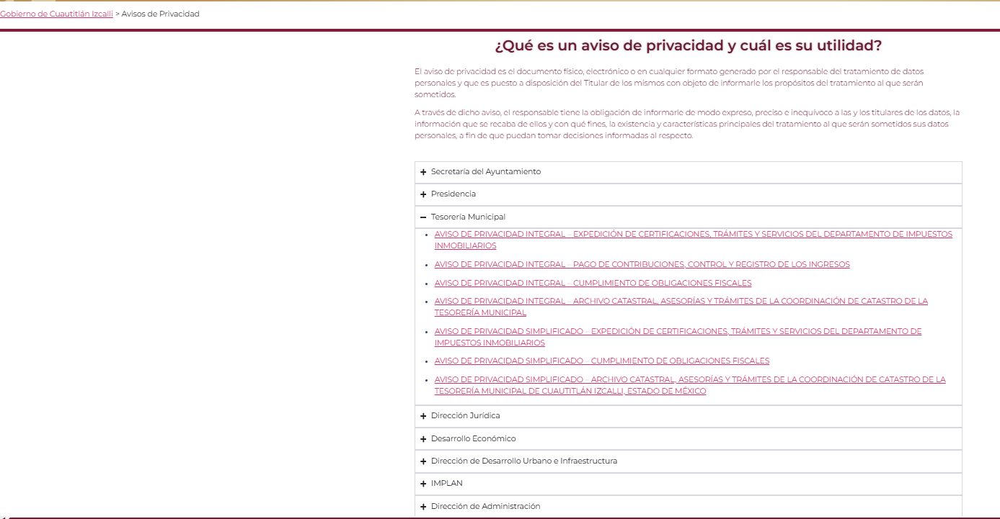 Gobierno de Cuautitlán Izcalli > Avisos de Privacidad
¿Qué es un aviso de privacidad y cuál es su utilidad?
El aviso de privacidad es el documento físico, electrónico o en cualquier formato generado por el responsable del tratamiento de datos
personales y que es puesto a disposición del Titular de los mismos con objeto de informarle los propósitos del tratamiento al que serán
sometidos.
A través de dicho aviso, el responsable tiene la obligación de informarle de modo expreso, preciso e inequívoco a las y los titulares de los datos, la
información que se recaba de ellos y con qué fines, la existencia y características principales del tratamiento al que serán sometidos sus datos
personales, a fin de que puedan tomar decisiones informadas al respecto.
+ Secretaría del Ayuntamiento
+ Presidencia
− Tesorería Municipal
• AVISO DE PRIVACIDAD INTEGRAL – EXPEDICIÓN DE CERTIFICACIONES, TRÁMITES Y SERVICIOS DEL DEPARTAMENTO DE IMPUESTOS
INMOBILIARIOS
• AVISO DE PRIVACIDAD INTEGRAL – PAGO DE CONTRIBUCIONES, CONTROL Y REGISTRO DE LOS INGRESOS
• AVISO DE PRIVACIDAD INTEGRAL – CUMPLIMIENTO DE OBLIGACIONES FISCALES
• AVISO DE PRIVACIDAD INTEGRAL – ARCHIVO CATASTRAL, ASESORÍAS Y TRÁMITES DE LA COORDINACIÓN DE CATASTRO DE LA
TESORERÍA MUNICIPAL
• AVISO DE PRIVACIDAD SIMPLIFICADO – EXPEDICIÓN DE CERTIFICACIONES, TRÁMITES Y SERVICIOS DEL DEPARTAMENTO DE
IMPUESTOS INMOBILIARIOS
• AVISO DE PRIVACIDAD SIMPLIFICADO – CUMPLIMIENTO DE OBLIGACIONES FISCALES
• AVISO DE PRIVACIDAD SIMPLIFICADO – ARCHIVO CATASTRAL, ASESORÍAS Y TRÁMITES DE LA COORDINACIÓN DE CATASTRO DE LA
TESORERÍA MUNICIPAL DE CUAUTITLÁN IZCALLI, ESTADO DE MÉXICO
+ Dirección Jurídica
+ Desarrollo Económico
+ Dirección de Desarrollo Urbano e Infraestructura
+ IMPLAN
+ Dirección de Administración